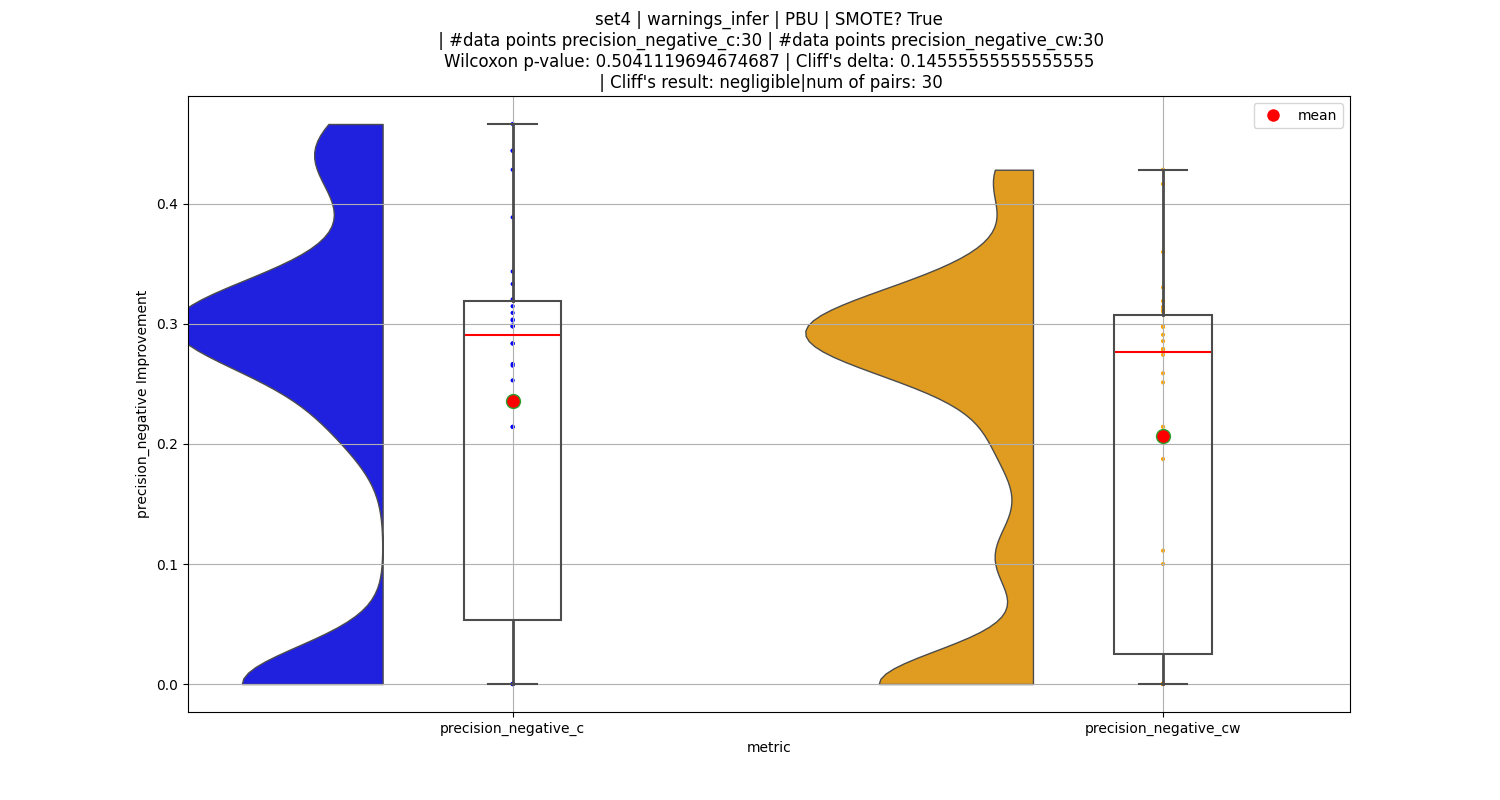 set4 | warnings_infer | PBU | SMOTE? True
| #data points precision_negative_c:30 | #data points precision_negative_cw:30
Wilcoxon p-value: 0.5041119694674687 | Cliff's delta: 0.14555555555555555
| Cliff's result: negligible|num of pairs: 30
mean
precision_negative Improvement
0.4
0.3
0.2
0.1
0.0
precision_negative_c
precision_negative_cw
metric